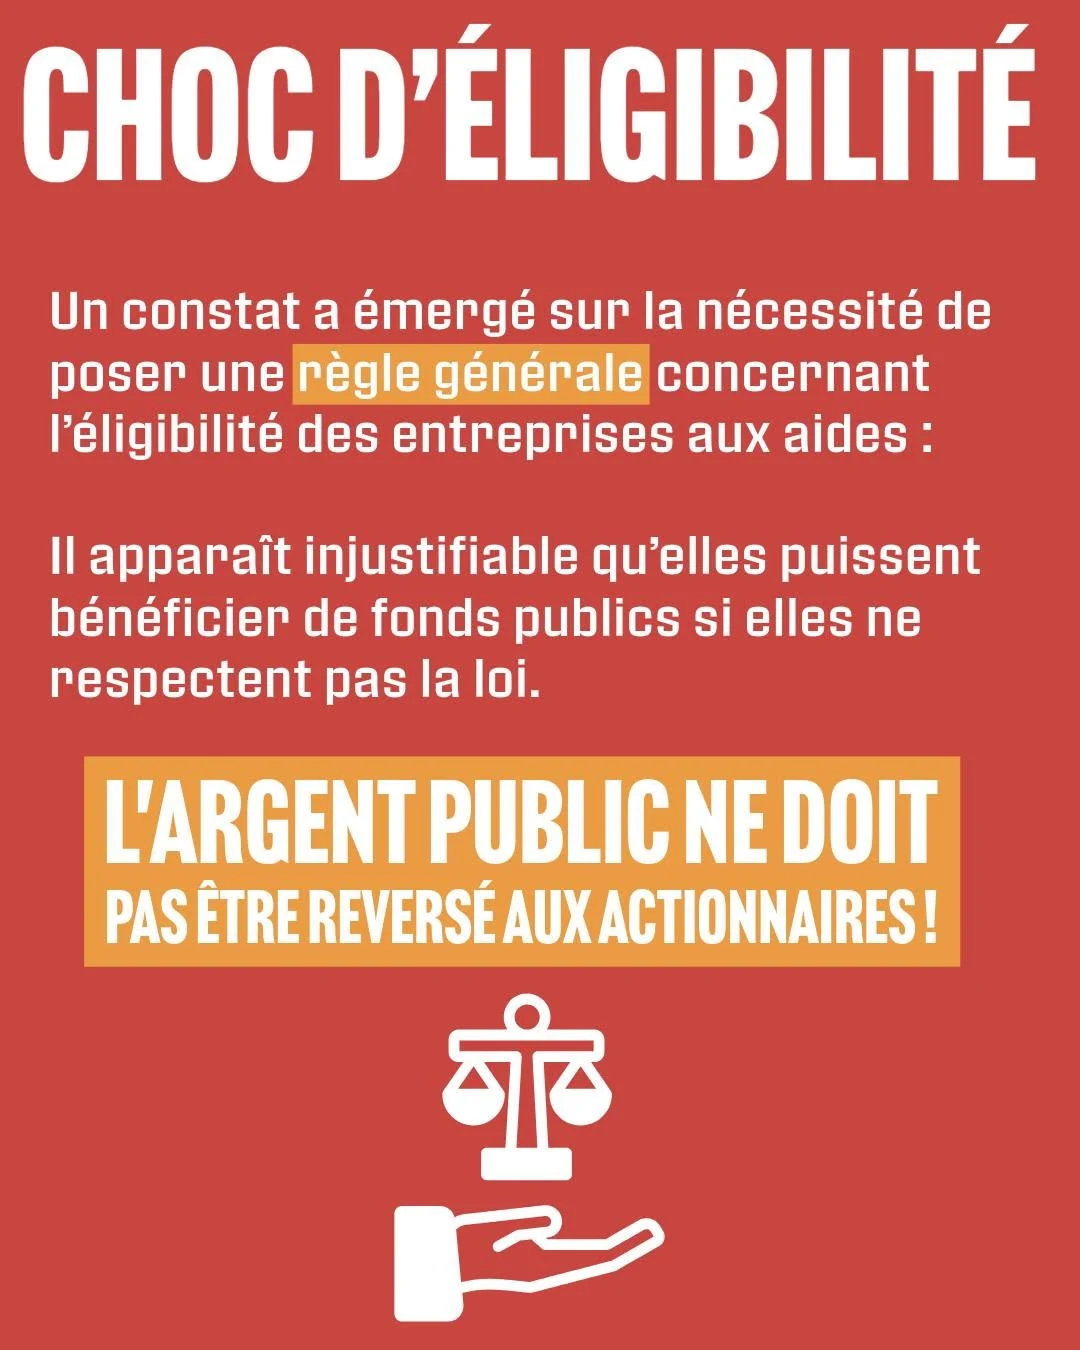 CHOC D’ÉLIGIBILITÉ
Un constat a émergé sur la nécessité de
poser une règle générale concernant
l’éligibilité des entreprises aux aides :
Il apparaît injustifiable qu’elles puissent
bénéficier de fonds publics si elles ne
respectent pas la loi.
L'ARGENT PUBLIC NE DOIT
PAS ÊTRE REVERSÉ AUX ACTIONNAIRES !